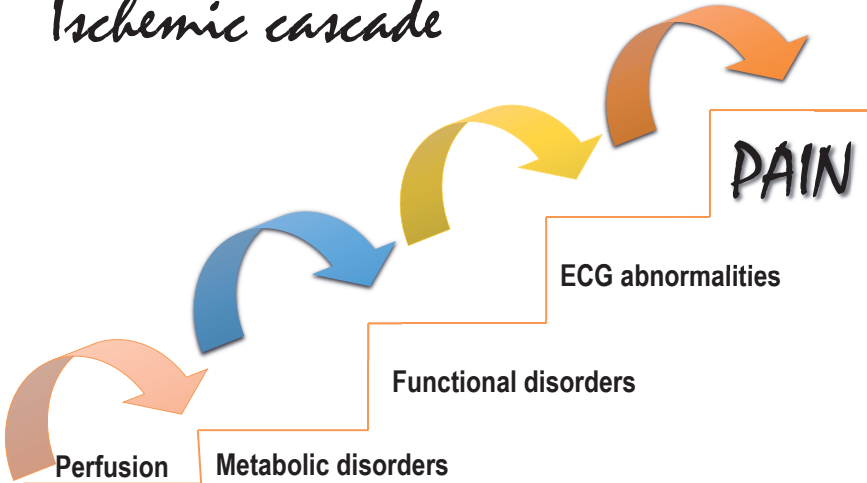 Ischemic cascade
PAIN
ECG abnormalities
Functional disorders
Perfusion
Metabolic disorders